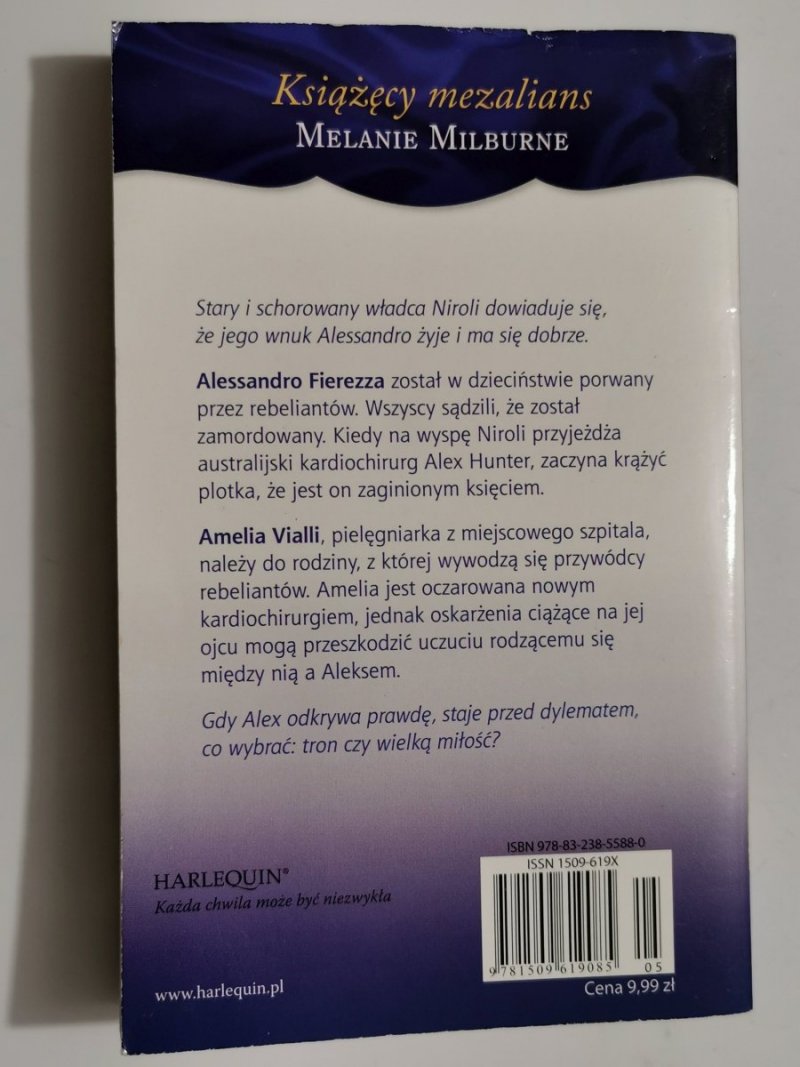 Książęcy mezalians
MELANIE MILBURNE
Stary i schorowany władca Niroli dowiaduje się,
że jego wnuk Alessandro żyje i ma się dobrze.
Alessandro Fierezza został w dzieciństwie porwany
przez rebeliantów. Wszyscy sądzili, że został
zamordowany. Kiedy na wyspę Niroli przyjeżdża
australijski kardiochirurg Alex Hunter, zaczyna krążyć
plotka, że jest on zaginionym księciem.
Amelia Vialli, pielęgniarka z miejscowego szpitala,
należy do rodziny, z której wywodzą się przywódcy
rebeliantów. Amelia jest oczarowana nowym
kardiochirurgiem, jednak oskarżenia ciążące na jej
ojcu mogą przeszkodzić uczuciu rodzącemu się
między nią a Aleksem.
Gdy Alex odkrywa prawdę, staje przed dylematem,
co wybrać: tron czy wielką miłość?
ISBN 978-83-238-5588-0
ISSN 1509-619X
HARLEQUIN®
Każda chwila może być niezwykła
9 781509 619085 05
www.harlequin.pl
Cena 9,99 zł